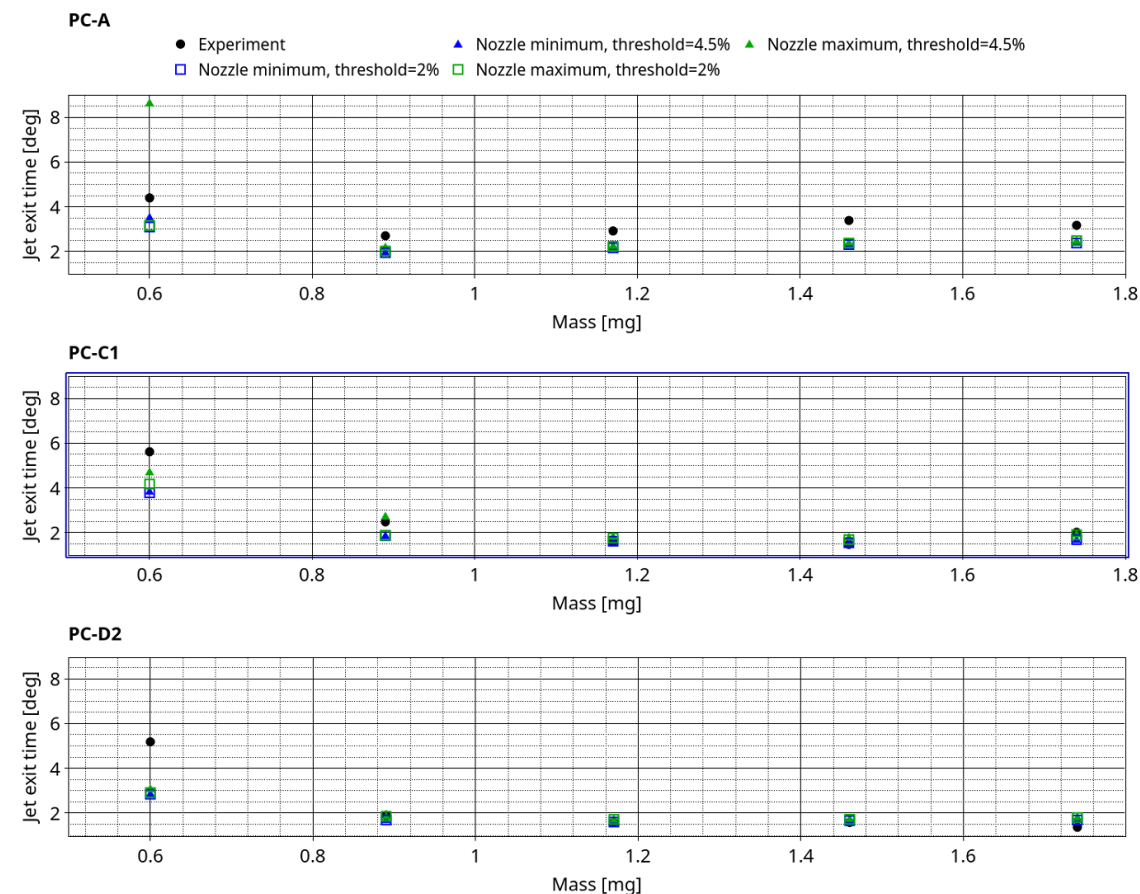 PC-A
Experiment
Nozzle minimum, threshold=4.5%
Nozzle maximum, threshold=4.5%
Nozzle minimum, threshold=2%
Nozzle maximum, threshold=2%
Jet exit time [deg]
8
6
4
2
0.6 0.8 1 1.2 1.4 1.6 1.8
Mass [mg]
PC-C1
Jet exit time [deg]
8
6
4
2
0.6 0.8 1 1.2 1.4 1.6 1.8
Mass [mg]
PC-D2
Jet exit time [deg]
8
6
4
2
0.6 0.8 1 1.2 1.4 1.6
Mass [mg]